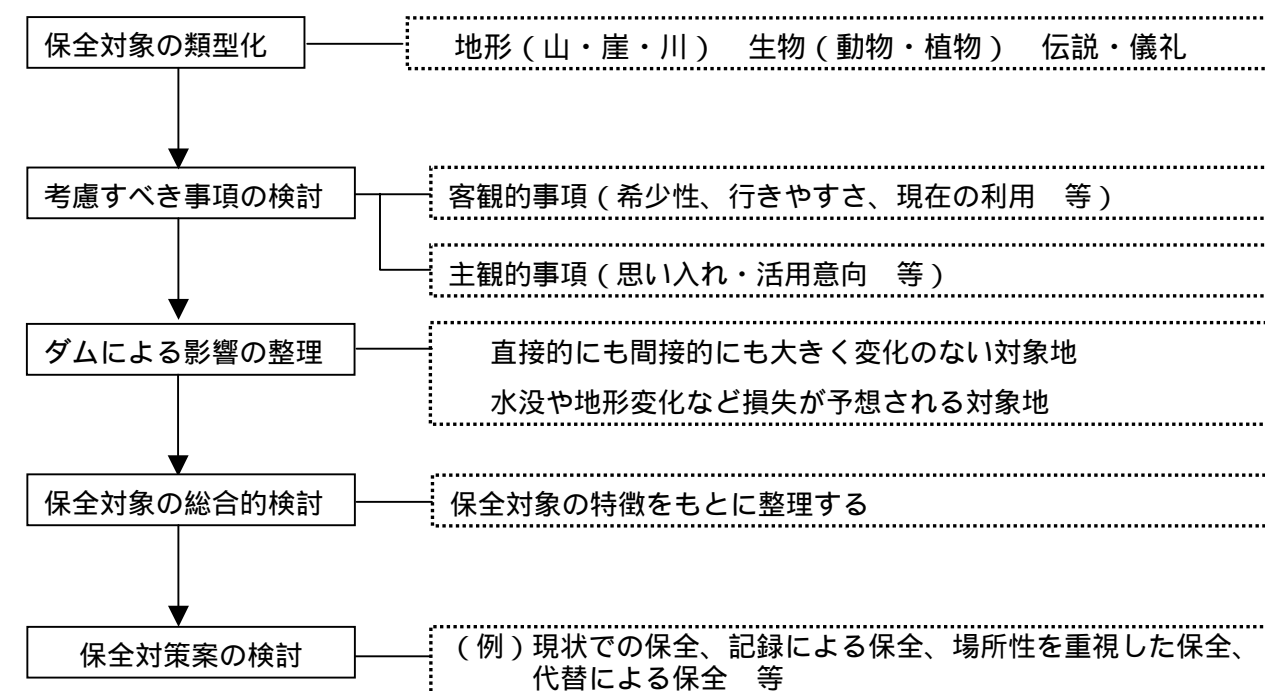 保全対象の類型化
地形(山・崖・川) 生物(動物・植物) 伝説・儀礼
考慮すべき事項の検討
客観的事項(希少性、行きやすさ、現在の利用 等)
主観的事項(思い入れ・活用意向 等)
ダムによる影響の整理
直接的にも間接的にも大きく変化のない対象地
水没や地形変化など損失が予想される対象地
保全対象の総合的検討
保全対象の特徴をもとに整理する
保全対策案の検討
(例)現状での保全、記録による保全、場所性を重視した保全、
代替による保全 等